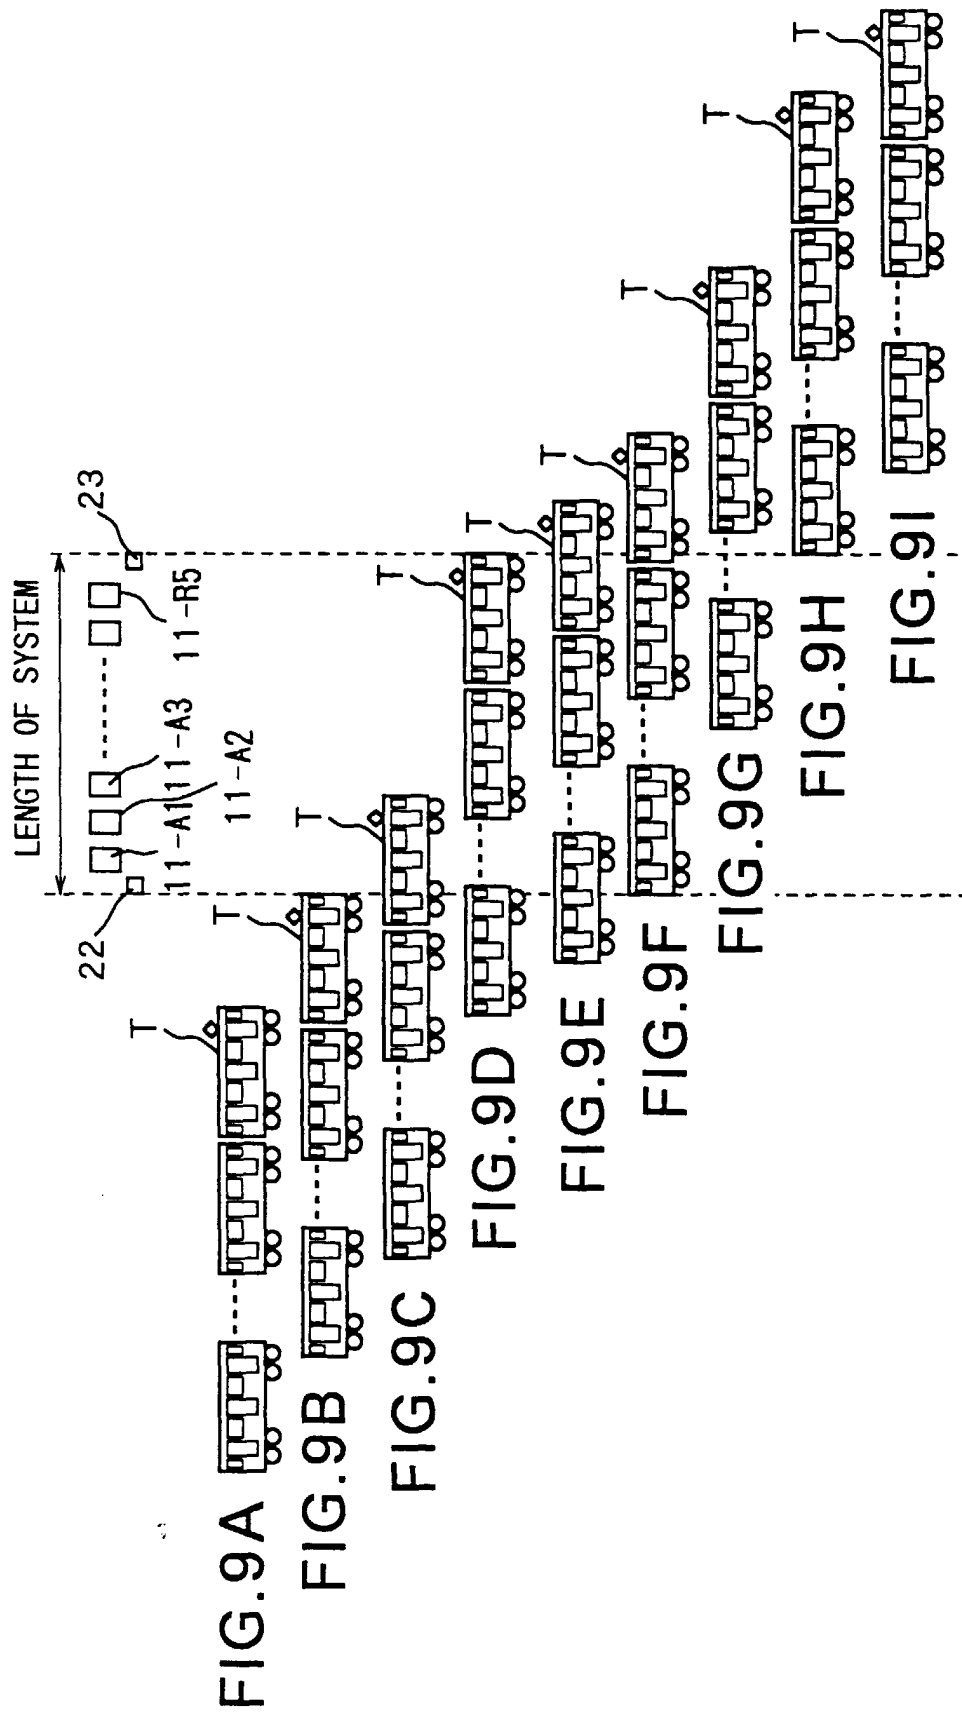 LENGTH OF SYSTEM
22
23
11-A1
11-A2
11-A3
11-R5
T
FIG.9A
T
FIG.9B
T
FIG.9C
T
FIG.9D
T
FIG.9E
T
FIG.9F
T
FIG.9G
T
FIG.9H
T
FIG.9I